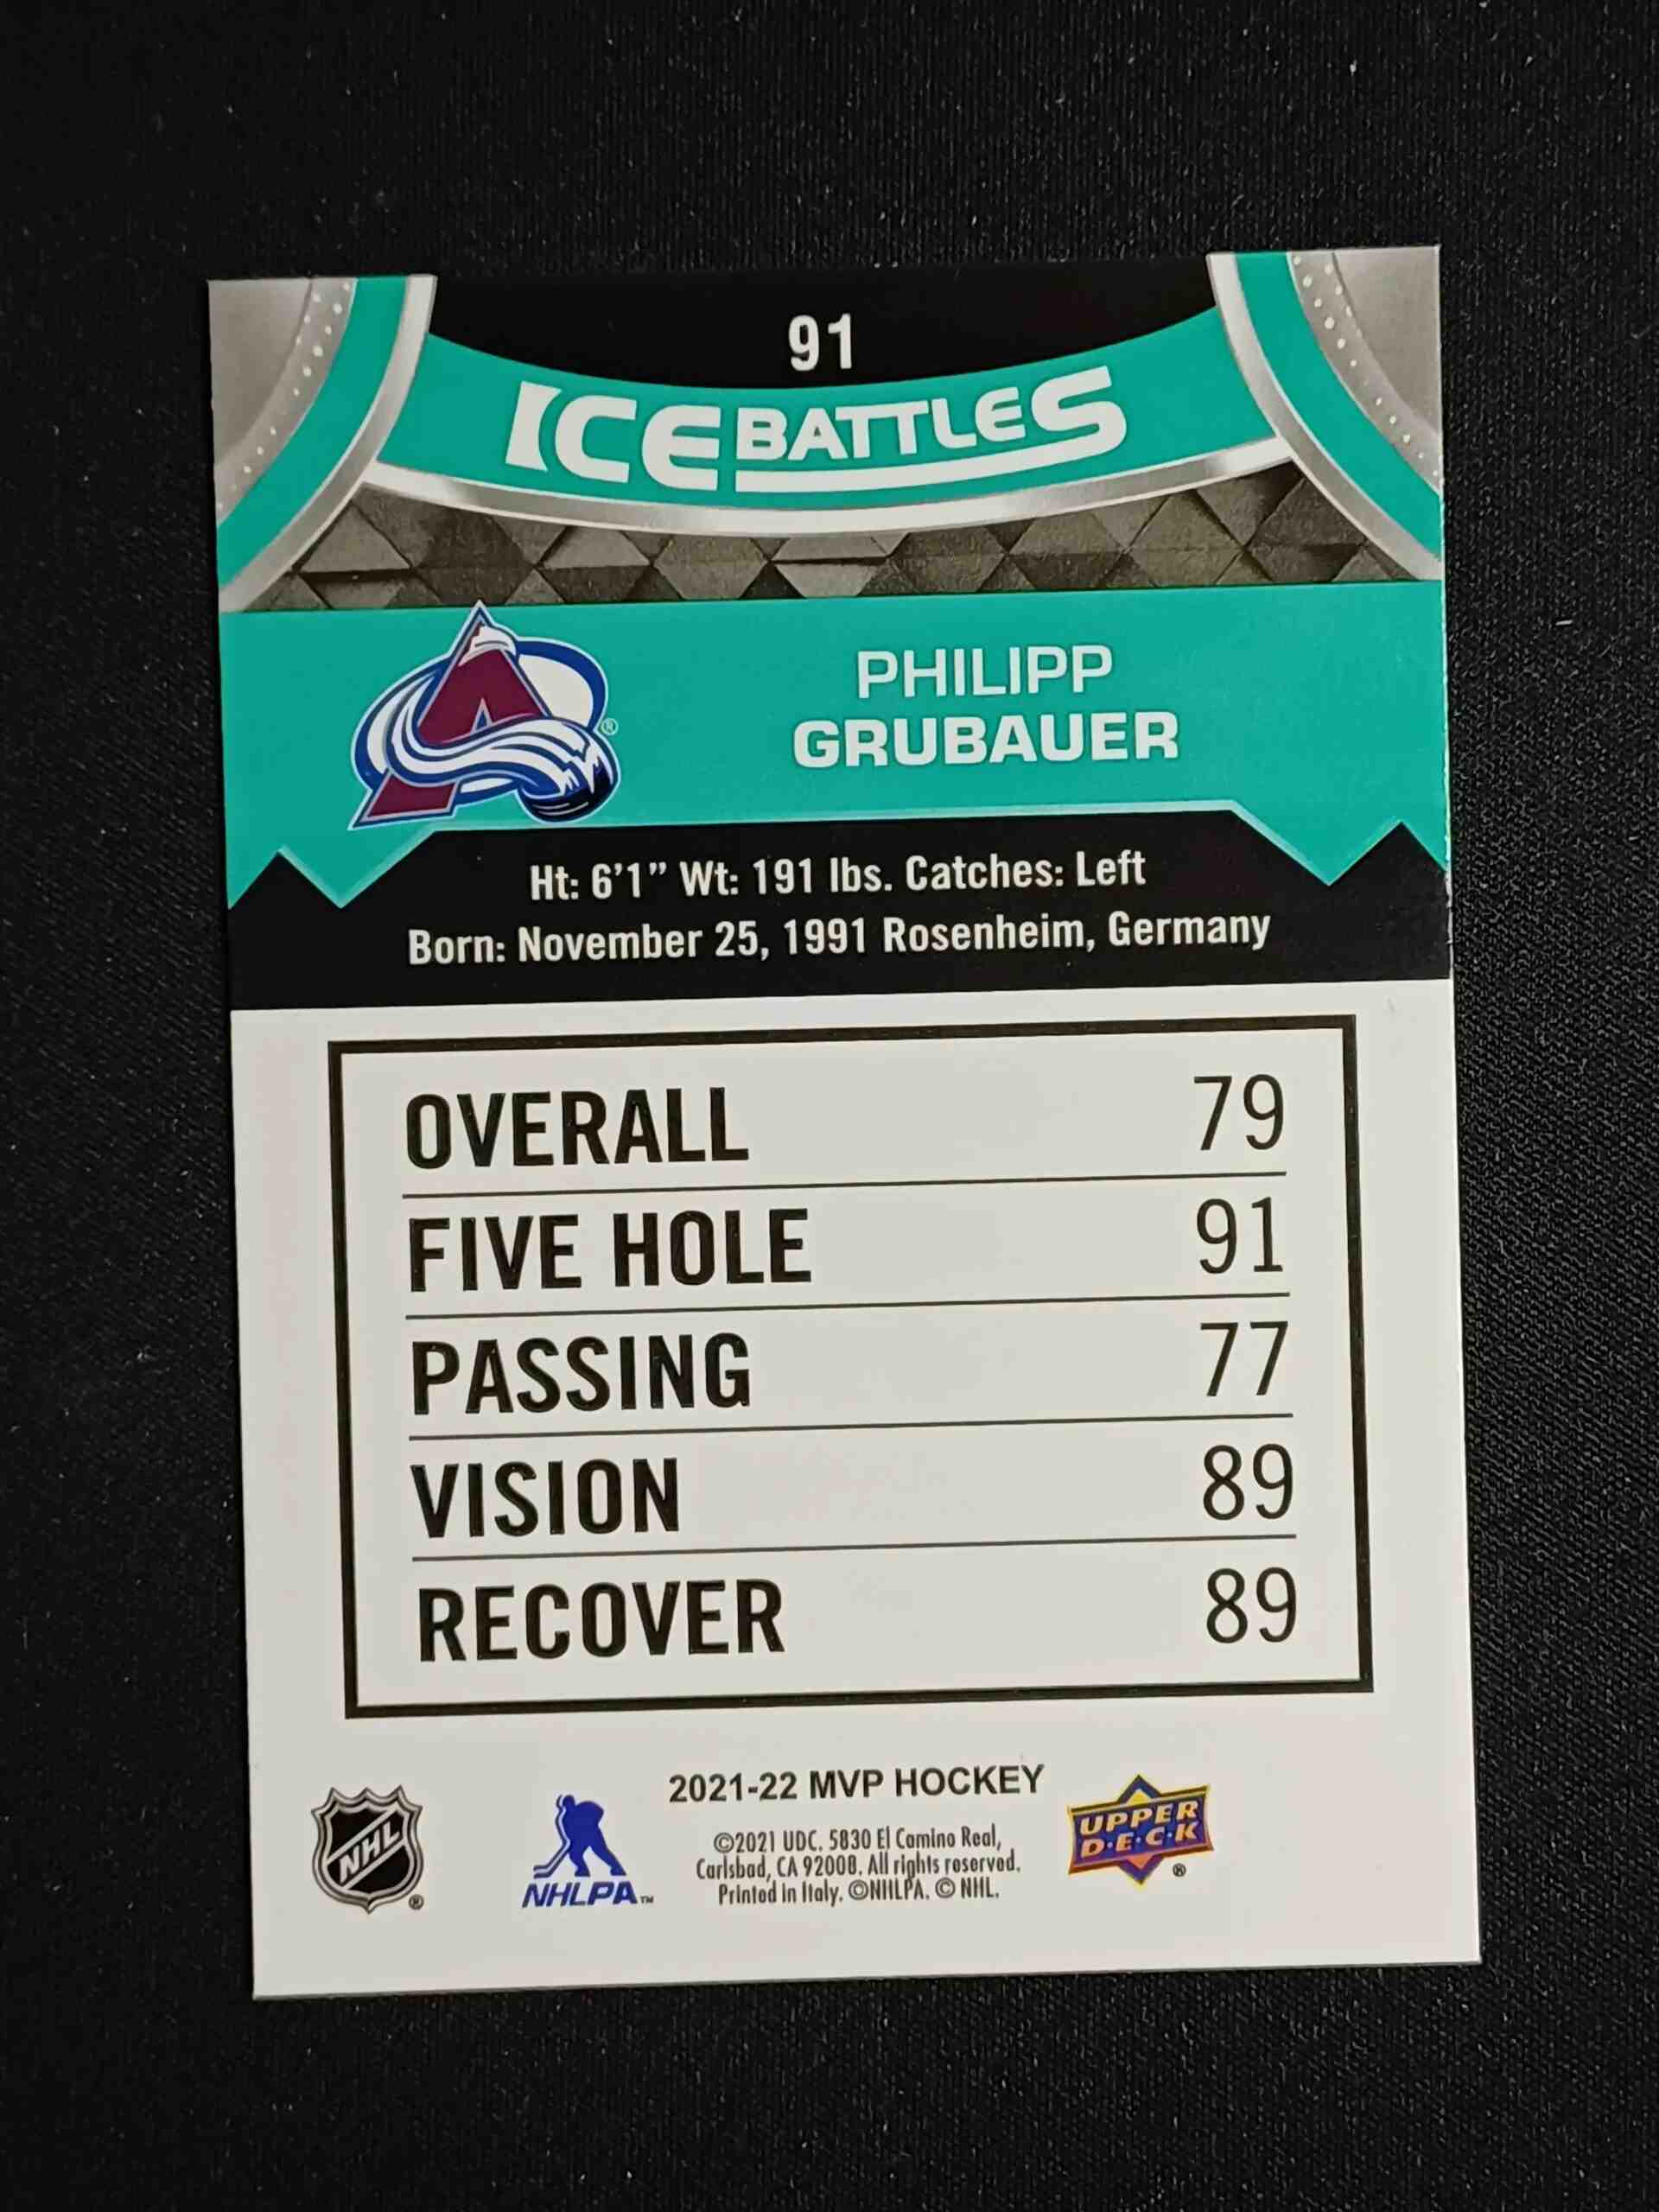 91
ICE BATTLES
PHILIPP
GRUBAUER
®
Ht: 6'1” Wt: 191 lbs. Catches: Left
Born: November 25, 1991 Rosenheim, Germany
OVERALL 79
FIVE HOLE 91
PASSING 77
VISION 89
RECOVER 89
2021-22 MVP HOCKEY
©2021 UDC. 5830 El Camino Real,
Carlsbad, CA 92008. All rights reserved.
Printed in Italy. ©NHLPA. © NHL.
NHL ®
NHLPA™
UPPER
D•E•C•K ®